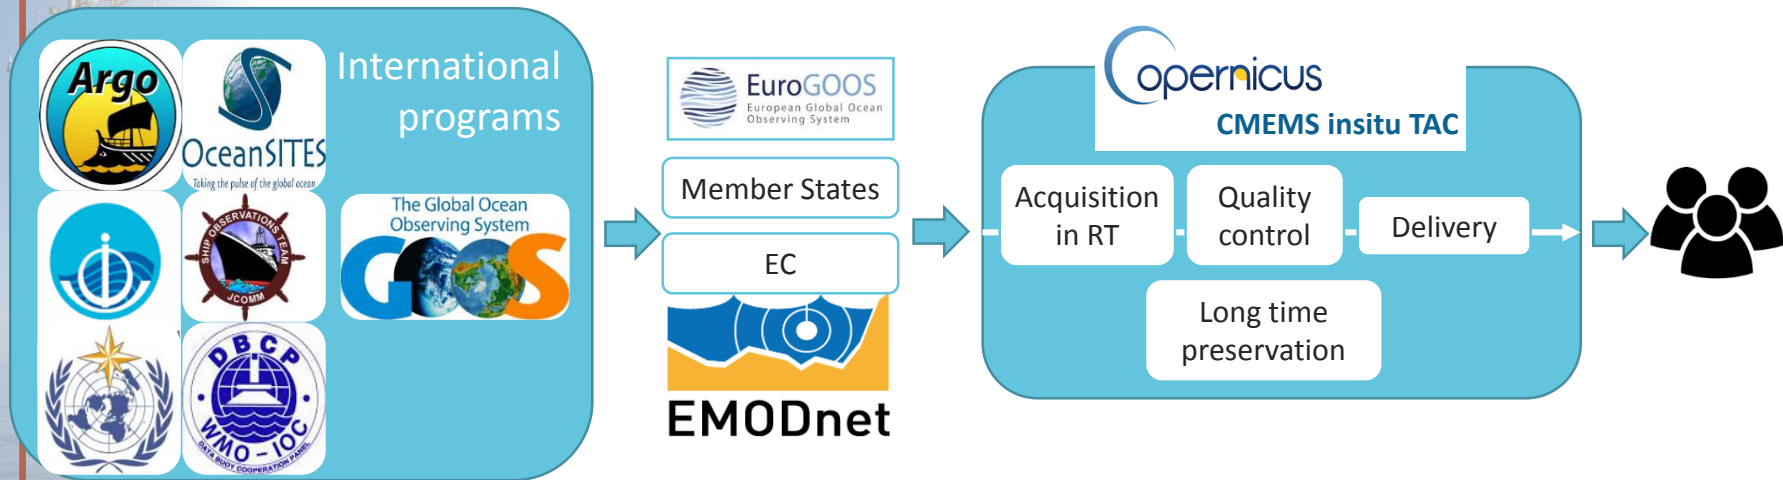 International
programs
Argo
OceanSITES
Taking the pulse of the global ocean
SHIP OBSERVATIONS TEAM
JCOMM
The Global Ocean
Observing System
GOOS
DBCP
WMO - IOC
DATA BUOY COOPERATION PANEL
EuroGOOS
European Global Ocean
Observing System
Member States
EC
EMODnet
Copernicus
CMEMS insitu TAC
Acquisition
in RT
Quality
control
Delivery
Long time
preservation